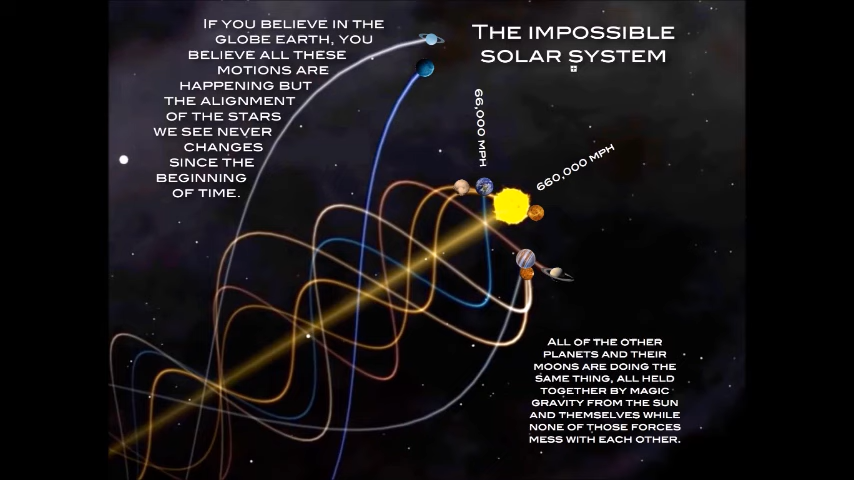 IF YOU BELIEVE IN THE
GLOBE EARTH, YOU
BELIEVE ALL THESE
MOTIONS ARE
HAPPENING BUT
THE ALIGNMENT
OF THE STARS
WE SEE NEVER
CHANGES
SINCE THE
BEGINNING
OF TIME.
THE IMPOSSIBLE
SOLAR SYSTEM
66,000 MPH
660,000 MPH
ALL OF THE OTHER
PLANETS AND THEIR
MOONS ARE DOING THE
SAME THING, ALL HELD
TOGETHER BY MAGIC
GRAVITY FROM THE SUN
AND THEMSELVES WHILE
NONE OF THOSE FORCES
MESS WITH EACH OTHER.